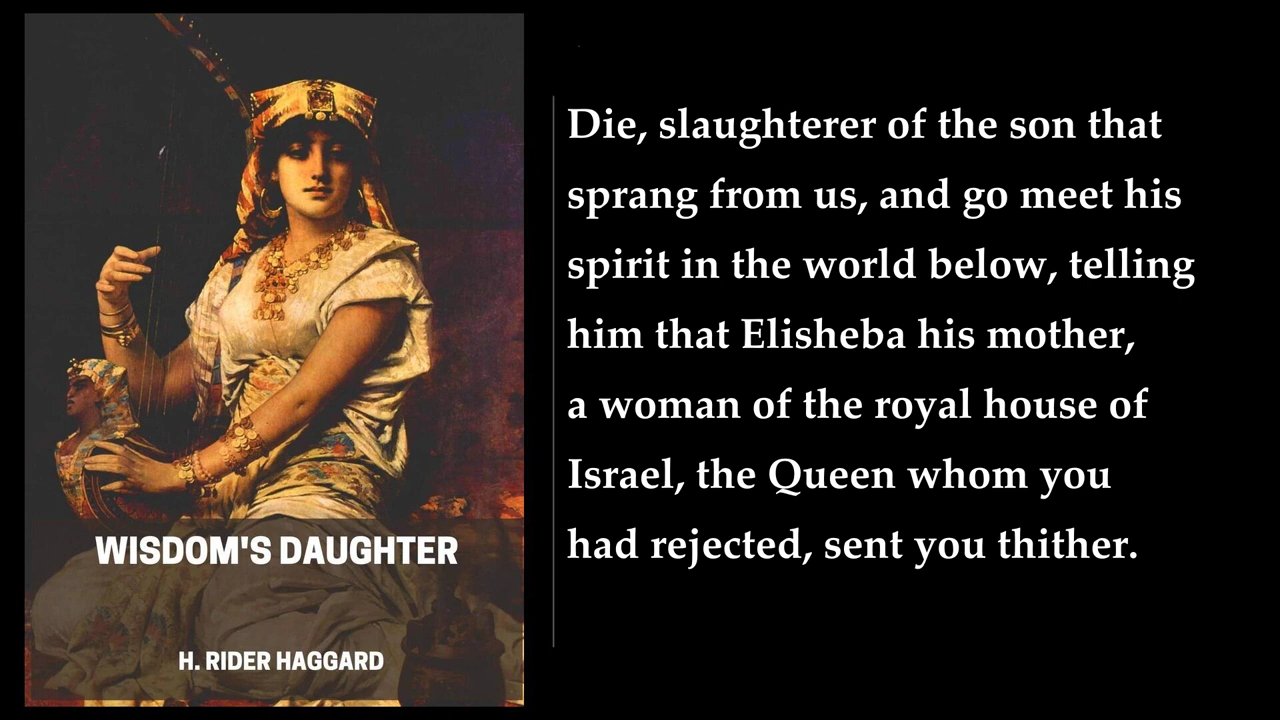 WISDOM'S DAUGHTER
H. RIDER HAGGARD
Die, slaughterer of the son that
sprang from us, and go meet his
spirit in the world below, telling
him that Elisheba his mother,
a woman of the royal house of
Israel, the Queen whom you
had rejected, sent you thither.